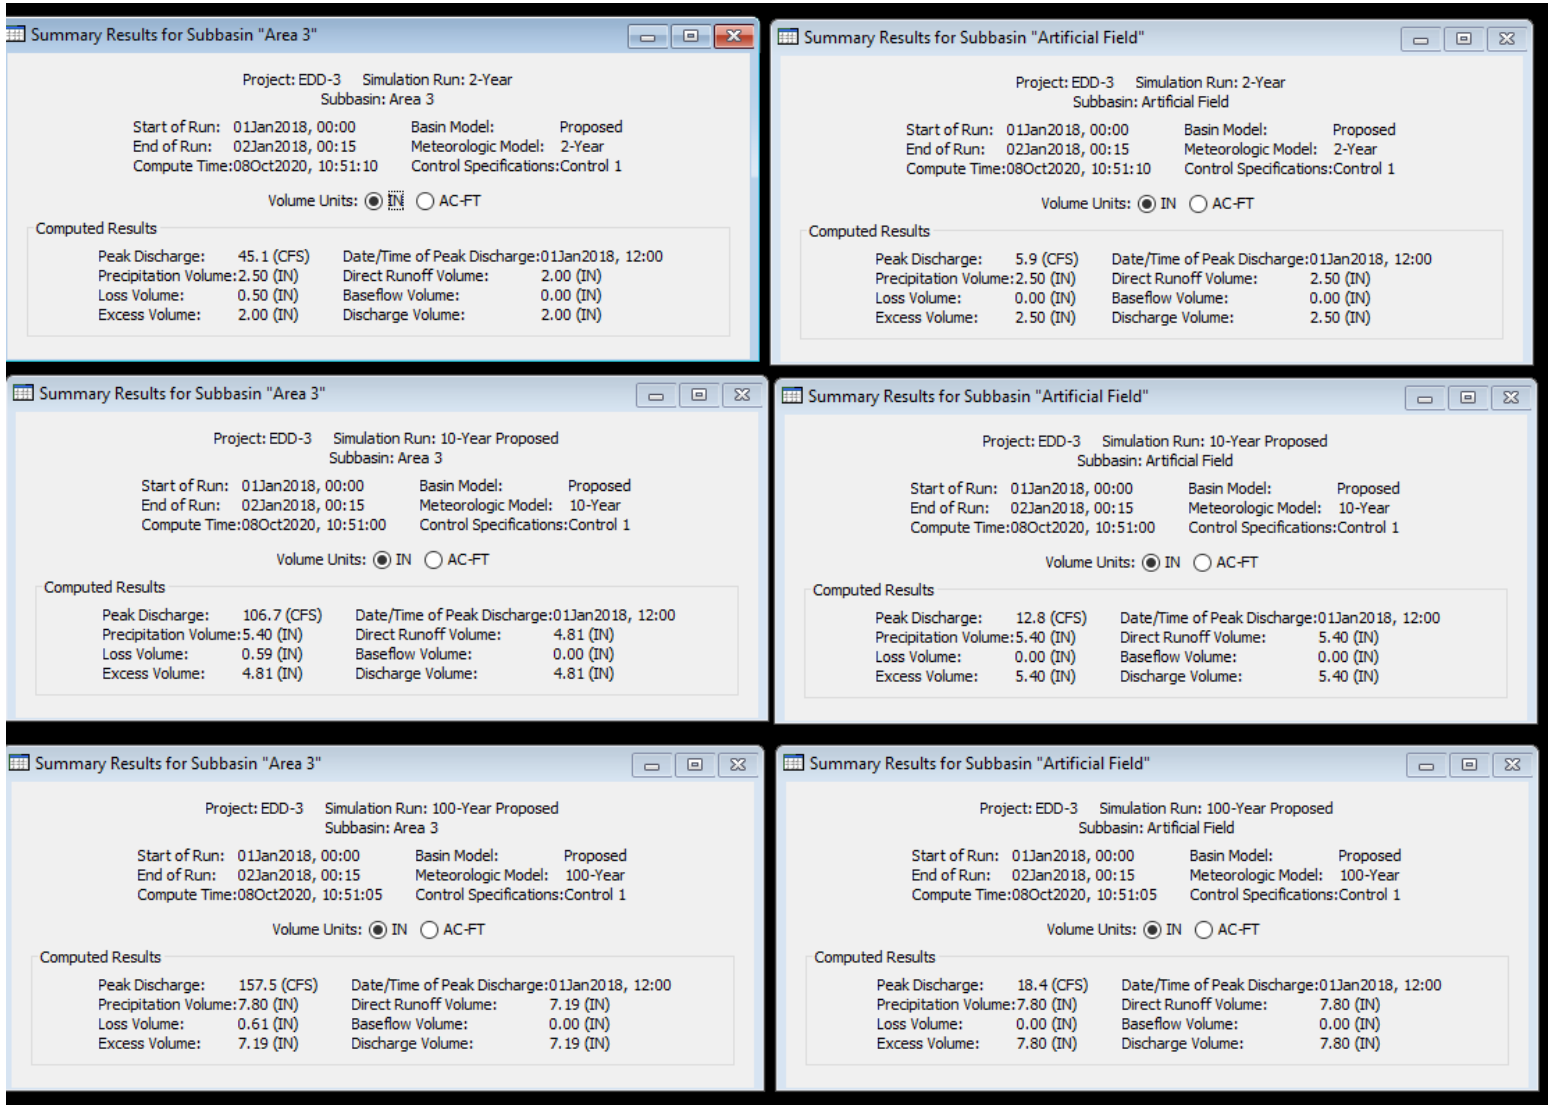 Summary Results for Subbasin "Area 3"
Project: EDD-3 Simulation Run: 2-Year
Subbasin: Area 3
Start of Run: 01Jan2018, 00:00 Basin Model: Proposed
End of Run: 02Jan2018, 00:15 Meteorologic Model: 2-Year
Compute Time:08Oct2020, 10:51:10 Control Specifications:Control 1
Volume Units: IN AC-FT
Computed Results
Peak Discharge: 45.1 (CFS) Date/Time of Peak Discharge:01Jan2018, 12:00
Precipitation Volume:2.50 (IN) Direct Runoff Volume: 2.00 (IN)
Loss Volume: 0.50 (IN) Baseflow Volume: 0.00 (IN)
Excess Volume: 2.00 (IN) Discharge Volume: 2.00 (IN)
Summary Results for Subbasin "Artificial Field"
Project: EDD-3 Simulation Run: 2-Year
Subbasin: Artificial Field
Start of Run: 01Jan2018, 00:00 Basin Model: Proposed
End of Run: 02Jan2018, 00:15 Meteorologic Model: 2-Year
Compute Time:08Oct2020, 10:51:10 Control Specifications:Control 1
Volume Units: IN AC-FT
Computed Results
Peak Discharge: 5.9 (CFS) Date/Time of Peak Discharge:01Jan2018, 12:00
Precipitation Volume:2.50 (IN) Direct Runoff Volume: 2.50 (IN)
Loss Volume: 0.00 (IN) Baseflow Volume: 0.00 (IN)
Excess Volume: 2.50 (IN) Discharge Volume: 2.50 (IN)
Summary Results for Subbasin "Area 3"
Project: EDD-3 Simulation Run: 10-Year Proposed
Subbasin: Area 3
Start of Run: 01Jan2018, 00:00 Basin Model: Proposed
End of Run: 02Jan2018, 00:15 Meteorologic Model: 10-Year
Compute Time:08Oct2020, 10:51:00 Control Specifications:Control 1
Volume Units: IN AC-FT
Computed Results
Peak Discharge: 106.7 (CFS) Date/Time of Peak Discharge:01Jan2018, 12:00
Precipitation Volume:5.40 (IN) Direct Runoff Volume: 4.81 (IN)
Loss Volume: 0.59 (IN) Baseflow Volume: 0.00 (IN)
Excess Volume: 4.81 (IN) Discharge Volume: 4.81 (IN)
Summary Results for Subbasin "Artificial Field"
Project: EDD-3 Simulation Run: 10-Year Proposed
Subbasin: Artificial Field
Start of Run: 01Jan2018, 00:00 Basin Model: Proposed
End of Run: 02Jan2018, 00:15 Meteorologic Model: 10-Year
Compute Time:08Oct2020, 10:51:00 Control Specifications:Control 1
Volume Units: IN AC-FT
Computed Results
Peak Discharge: 12.8 (CFS) Date/Time of Peak Discharge:01Jan2018, 12:00
Precipitation Volume:5.40 (IN) Direct Runoff Volume: 5.40 (IN)
Loss Volume: 0.00 (IN) Baseflow Volume: 0.00 (IN)
Excess Volume: 5.40 (IN) Discharge Volume: 5.40 (IN)
Summary Results for Subbasin "Area 3"
Project: EDD-3 Simulation Run: 100-Year Proposed
Subbasin: Area 3
Start of Run: 01Jan2018, 00:00 Basin Model: Proposed
End of Run: 02Jan2018, 00:15 Meteorologic Model: 100-Year
Compute Time:08Oct2020, 10:51:05 Control Specifications:Control 1
Volume Units: IN AC-FT
Computed Results
Peak Discharge: 157.5 (CFS) Date/Time of Peak Discharge:01Jan2018, 12:00
Precipitation Volume:7.80 (IN) Direct Runoff Volume: 7.19 (IN)
Loss Volume: 0.61 (IN) Baseflow Volume: 0.00 (IN)
Excess Volume: 7.19 (IN) Discharge Volume: 7.19 (IN)
Summary Results for Subbasin "Artificial Field"
Project: EDD-3 Simulation Run: 100-Year Proposed
Subbasin: Artificial Field
Start of Run: 01Jan2018, 00:00 Basin Model: Proposed
End of Run: 02Jan2018, 00:15 Meteorologic Model: 100-Year
Compute Time:08Oct2020, 10:51:05 Control Specifications:Control 1
Volume Units: IN AC-FT
Computed Results
Peak Discharge: 18.4 (CFS) Date/Time of Peak Discharge:01Jan2018, 12:00
Precipitation Volume:7.80 (IN) Direct Runoff Volume: 7.80 (IN)
Loss Volume: 0.00 (IN) Baseflow Volume: 0.00 (IN)
Excess Volume: 7.80 (IN) Discharge Volume: 7.80 (IN)